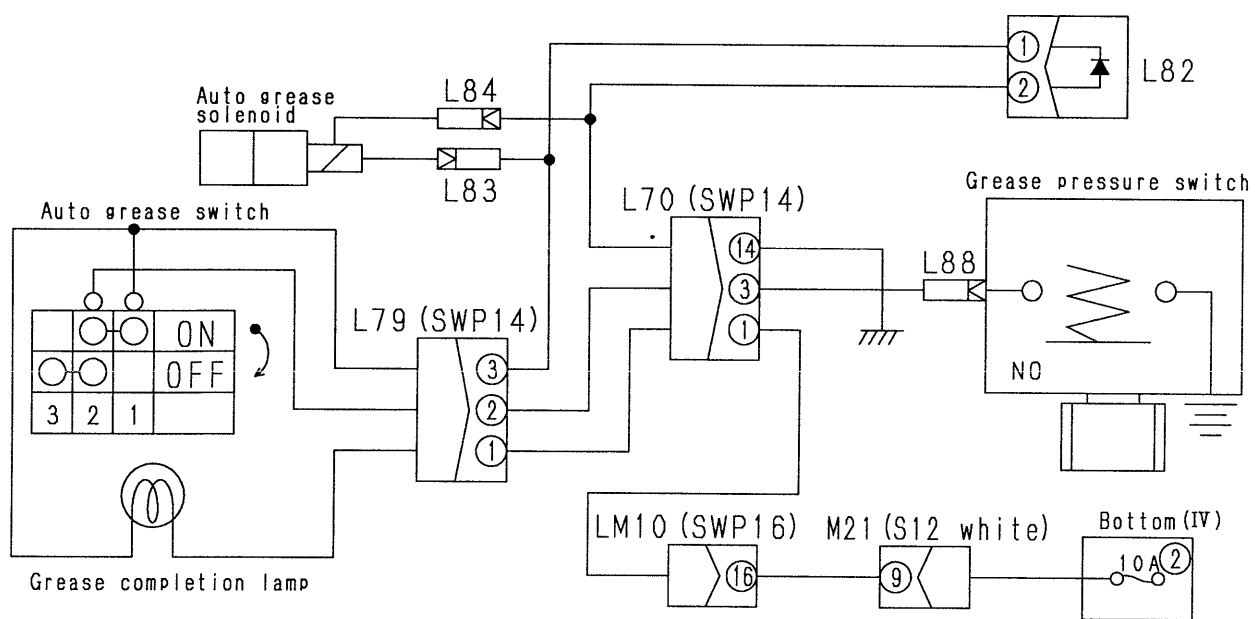 1
2
L82
Auto grease
solenoid
L84
L83
Grease pressure switch
L70 (SWP14)
Auto grease switch
14
L88
3
1
NO
L79 (SWP14)
ON
OFF
3 2 1
3
2
1
LM10 (SWP16)
M21 (S12 white)
Bottom (IV)
16
9
10A
2
Grease completion lamp